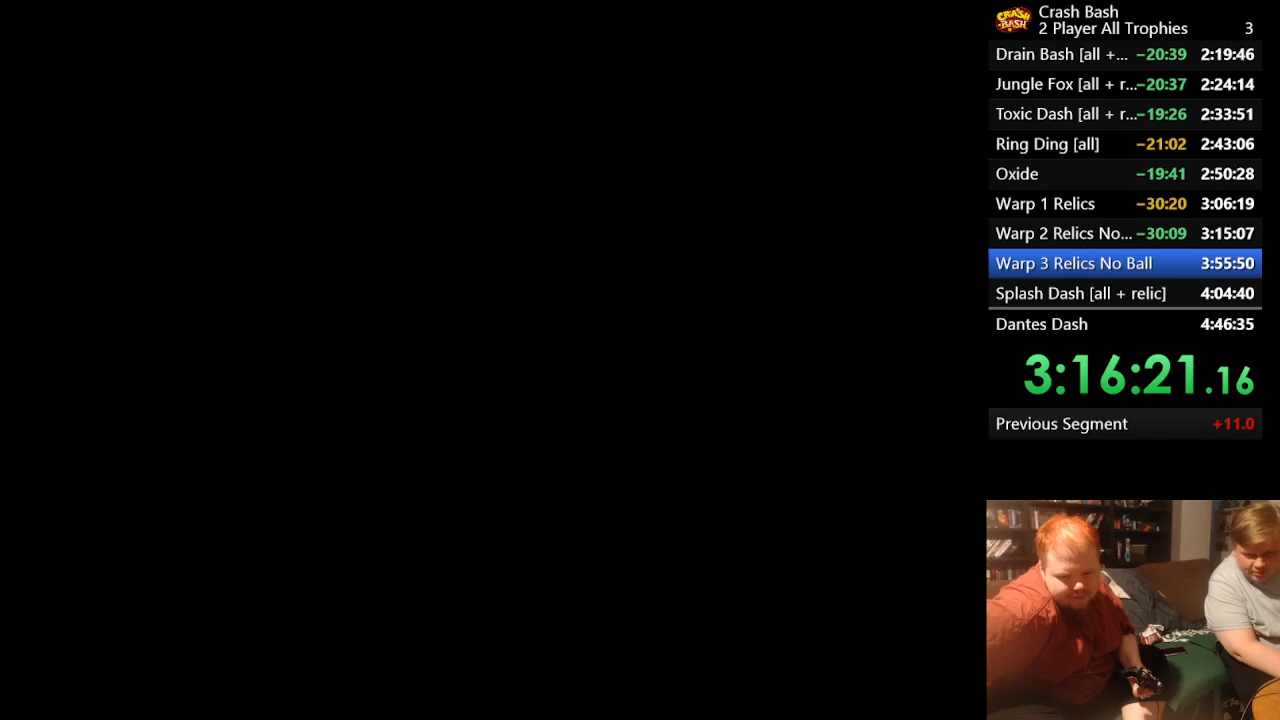 CRASH BASH
Crash Bash
2 Player All Trophies 3
Drain Bash [all +... −20:39 2:19:46
Jungle Fox [all + r... −20:37 2:24:14
Toxic Dash [all + r... −19:26 2:33:51
Ring Ding [all] −21:02 2:43:06
Oxide −19:41 2:50:28
Warp 1 Relics −30:20 3:06:19
Warp 2 Relics No... −30:09 3:15:07
Warp 3 Relics No Ball 3:55:50
Splash Dash [all + relic] 4:04:40
Dantes Dash 4:46:35
3:16:21.16
Previous Segment +11.0